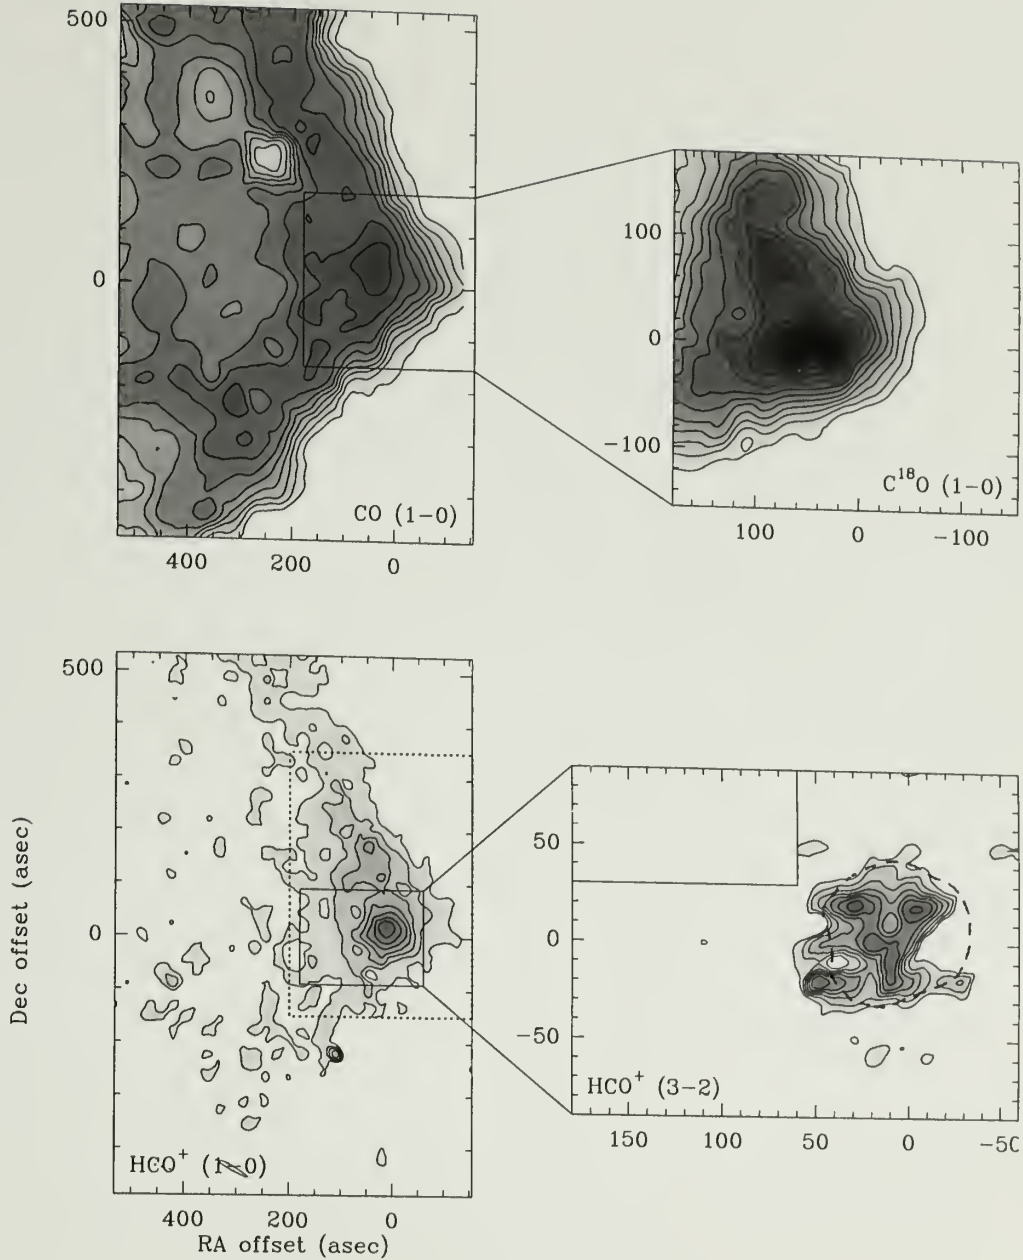 500
0
CO (1-0)
400 200 0
100
0
-100
C¹⁸O (1-0)
100 0 -100
500
0
Dec offset (asec)
HCO⁺ (1-0)
400 200 0
RA offset (asec)
50
0
-50
HCO⁺ (3-2)
150 100 50 0